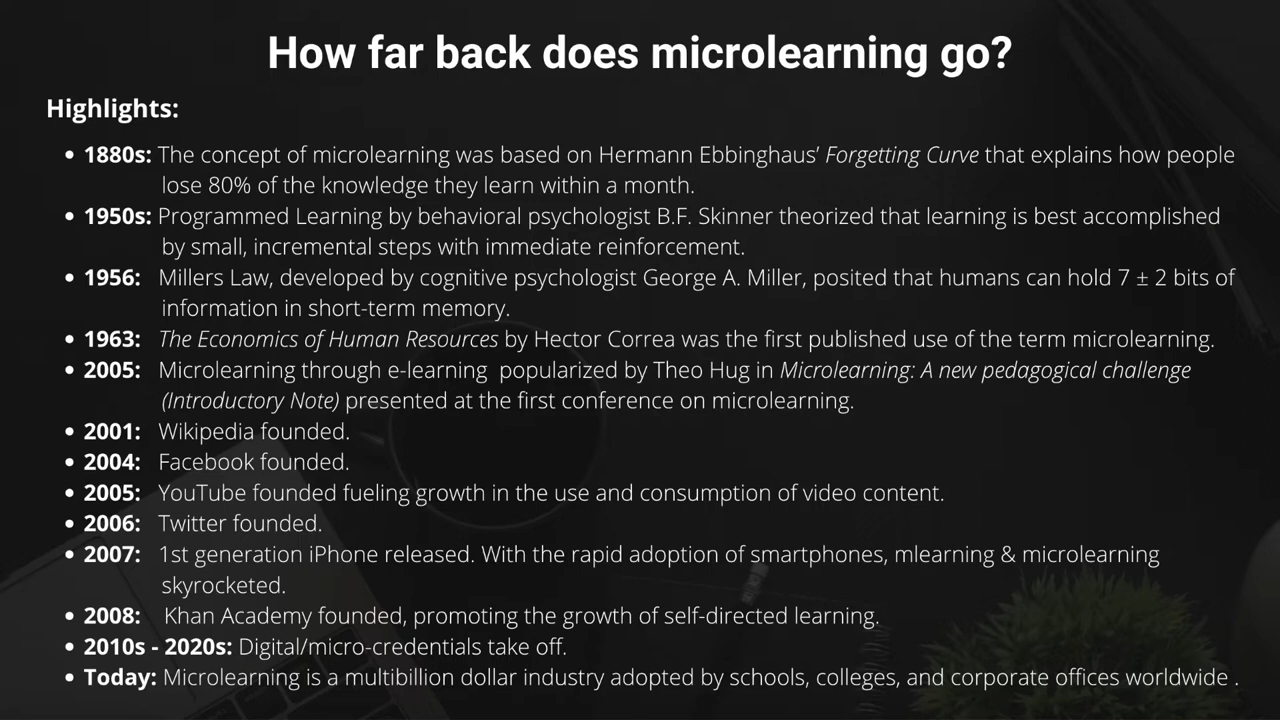 How far back does microlearning go?
Highlights:
• 1880s: The concept of microlearning was based on Hermann Ebbinghaus’ Forgetting Curve that explains how people
lose 80% of the knowledge they learn within a month.
• 1950s: Programmed Learning by behavioral psychologist B.F. Skinner theorized that learning is best accomplished
by small, incremental steps with immediate reinforcement.
• 1956: Millers Law, developed by cognitive psychologist George A. Miller, posited that humans can hold 7 ± 2 bits of
information in short-term memory.
• 1963: The Economics of Human Resources by Hector Correa was the first published use of the term microlearning.
• 2005: Microlearning through e-learning popularized by Theo Hug in Microlearning: A new pedagogical challenge
(Introductory Note) presented at the first conference on microlearning.
• 2001: Wikipedia founded.
• 2004: Facebook founded.
• 2005: YouTube founded fueling growth in the use and consumption of video content.
• 2006: Twitter founded.
• 2007: 1st generation iPhone released. With the rapid adoption of smartphones, mlearning & microlearning
skyrocketed.
• 2008: Khan Academy founded, promoting the growth of self-directed learning.
• 2010s - 2020s: Digital/micro-credentials take off.
• Today: Microlearning is a multibillion dollar industry adopted by schools, colleges, and corporate offices worldwide .